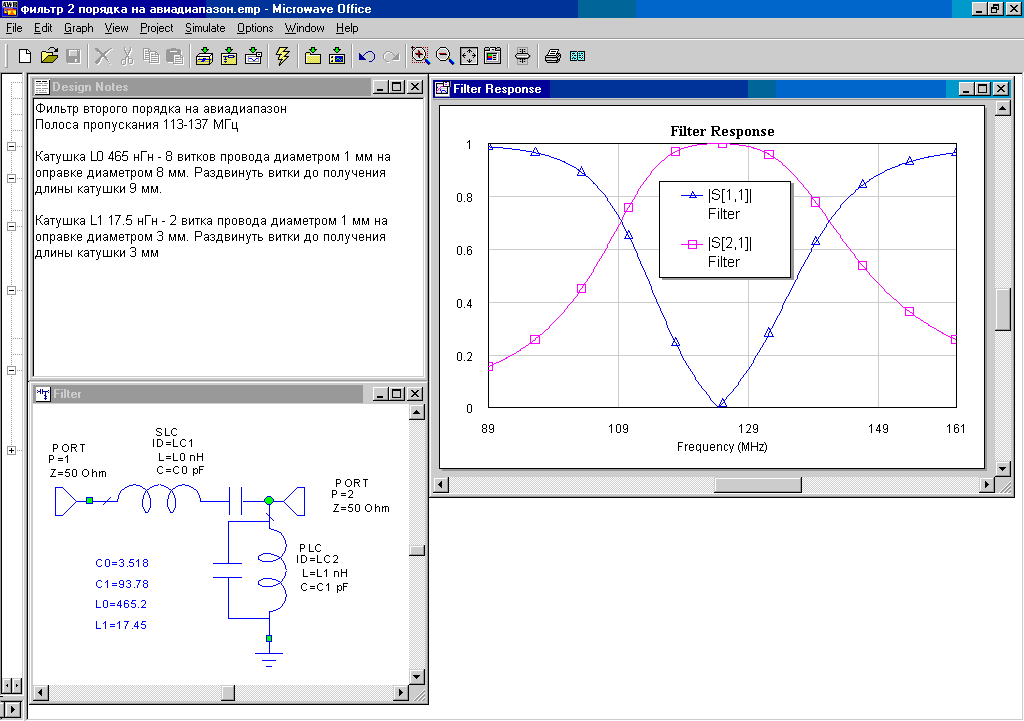 Фильтр 2 порядка на авиадиапазон.emp - Microwave Office
File Edit Graph View Project Simulate Options Window Help
Design Notes
Фильтр второго порядка на авиадиапазон
Полоса пропускания 113-137 МГц
Катушка L0 465 нГн - 8 витков провода диаметром 1 мм на
оправке диаметром 8 мм. Раздвинуть витки до получения
длины катушки 9 мм.
Катушка L1 17.5 нГн - 2 витка провода диаметром 1 мм на
оправке диаметром 3 мм. Раздвинуть витки до получения
длины катушки 3 мм
Filter
SLC
ID=LC1
L=L0 nH
C=C0 pF
PORT
P=1
Z=50 Ohm
PORT
P=2
Z=50 Ohm
PLC
ID=LC2
L=L1 nH
C=C1 pF
C0=3.518
C1=93.78
L0=465.2
L1=17.45
Filter Response
Filter Response
1
0.8
0.6
0.4
0.2
0
|S[1,1]|
Filter
|S[2,1]|
Filter
89 109 129 149 161
Frequency (MHz)